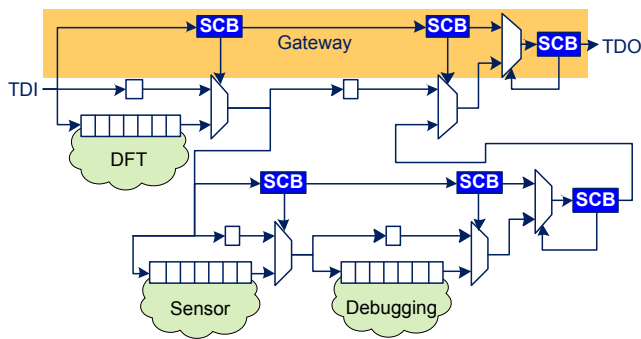 SCB
SCB
Gateway
SCB
TDO
TDI
DFT
SCB
SCB
SCB
Sensor
Debugging